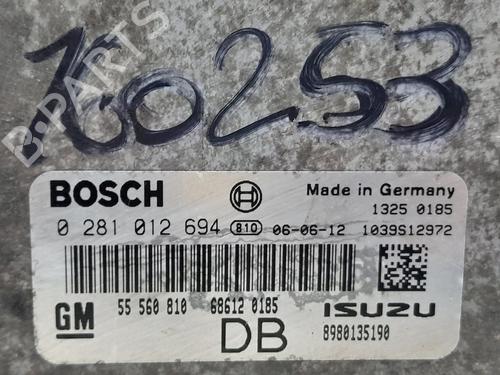 160253
B-PARTS
BOSCH
Made in Germany
1325 0185
0 281 012 694 810 06-06-12 1039S12972
GM
55 560 810 68612 0185
DB
ISUZU
8980135190